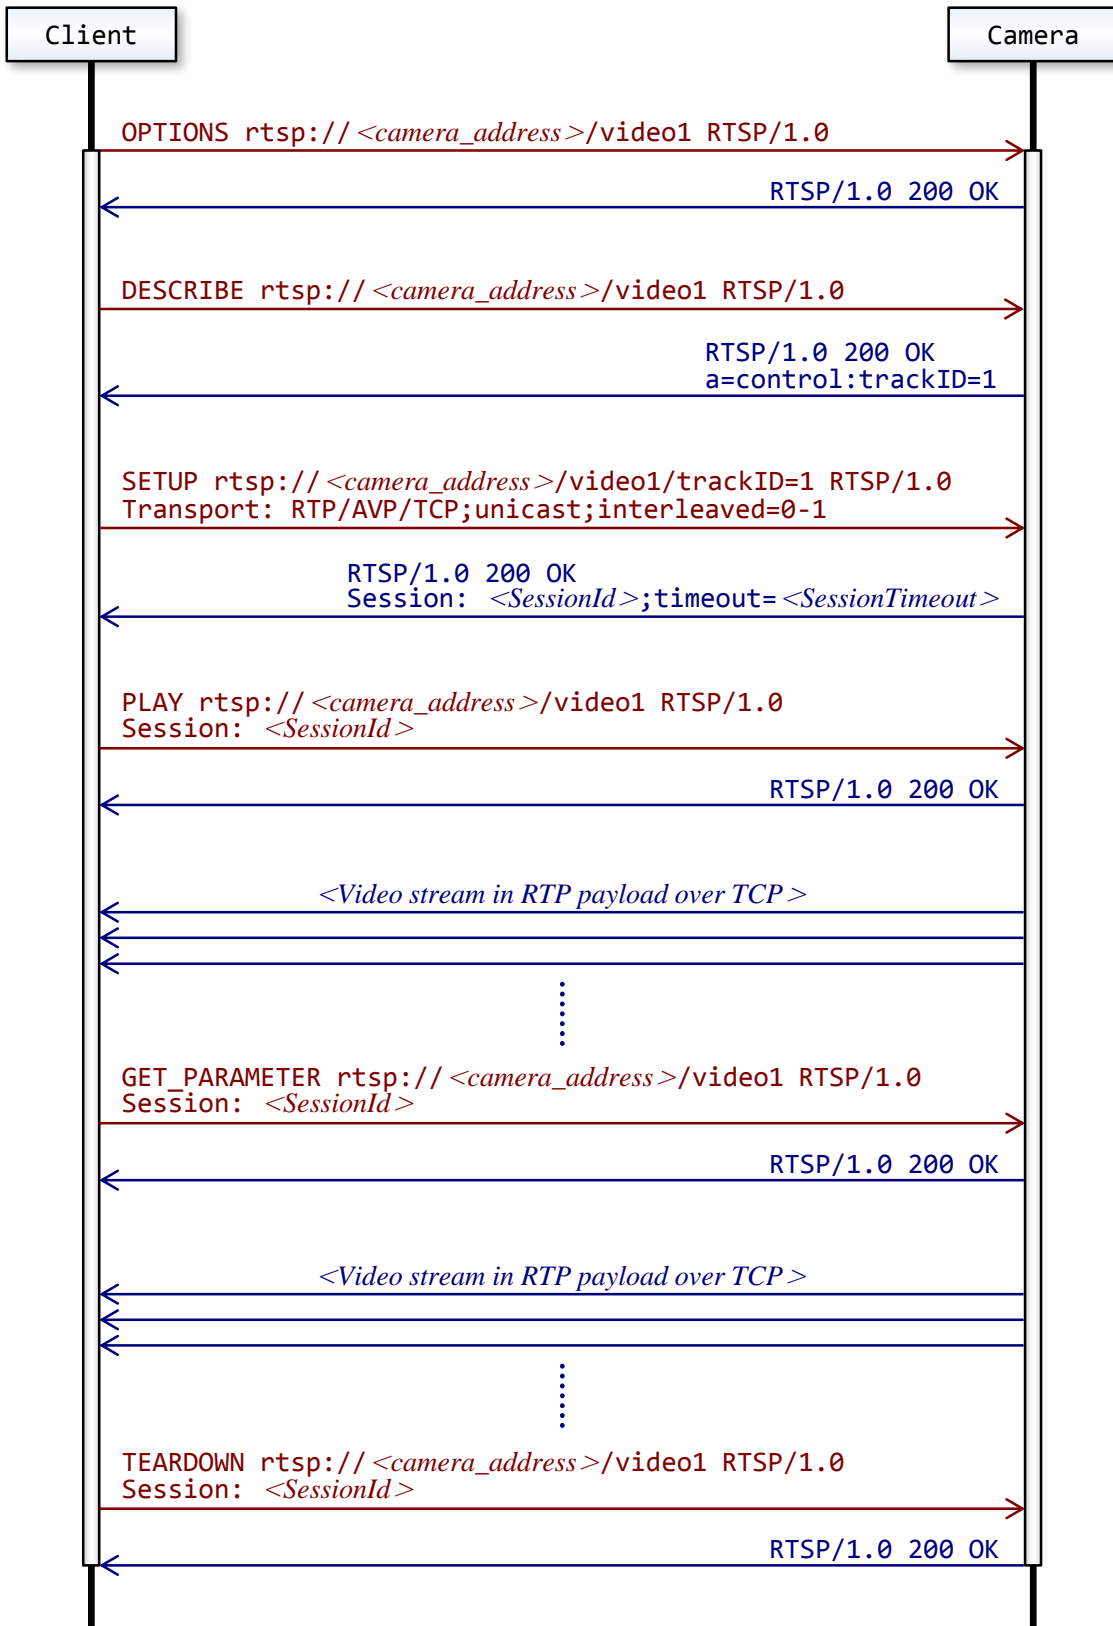 Client
Camera
OPTIONS rtsp://<camera_address>/video1 RTSP/1.0
RTSP/1.0 200 OK
DESCRIBE rtsp://<camera_address>/video1 RTSP/1.0
RTSP/1.0 200 OK
a=control:trackID=1
SETUP rtsp://<camera_address>/video1/trackID=1 RTSP/1.0
Transport: RTP/AVP/TCP;unicast;interleaved=0-1
RTSP/1.0 200 OK
Session: <SessionId>;timeout=<SessionTimeout>
PLAY rtsp://<camera_address>/video1 RTSP/1.0
Session: <SessionId>
RTSP/1.0 200 OK
<Video stream in RTP payload over TCP>
GET_PARAMETER rtsp://<camera_address>/video1 RTSP/1.0
Session: <SessionId>
RTSP/1.0 200 OK
<Video stream in RTP payload over TCP>
TEARDOWN rtsp://<camera_address>/video1 RTSP/1.0
Session: <SessionId>
RTSP/1.0 200 OK